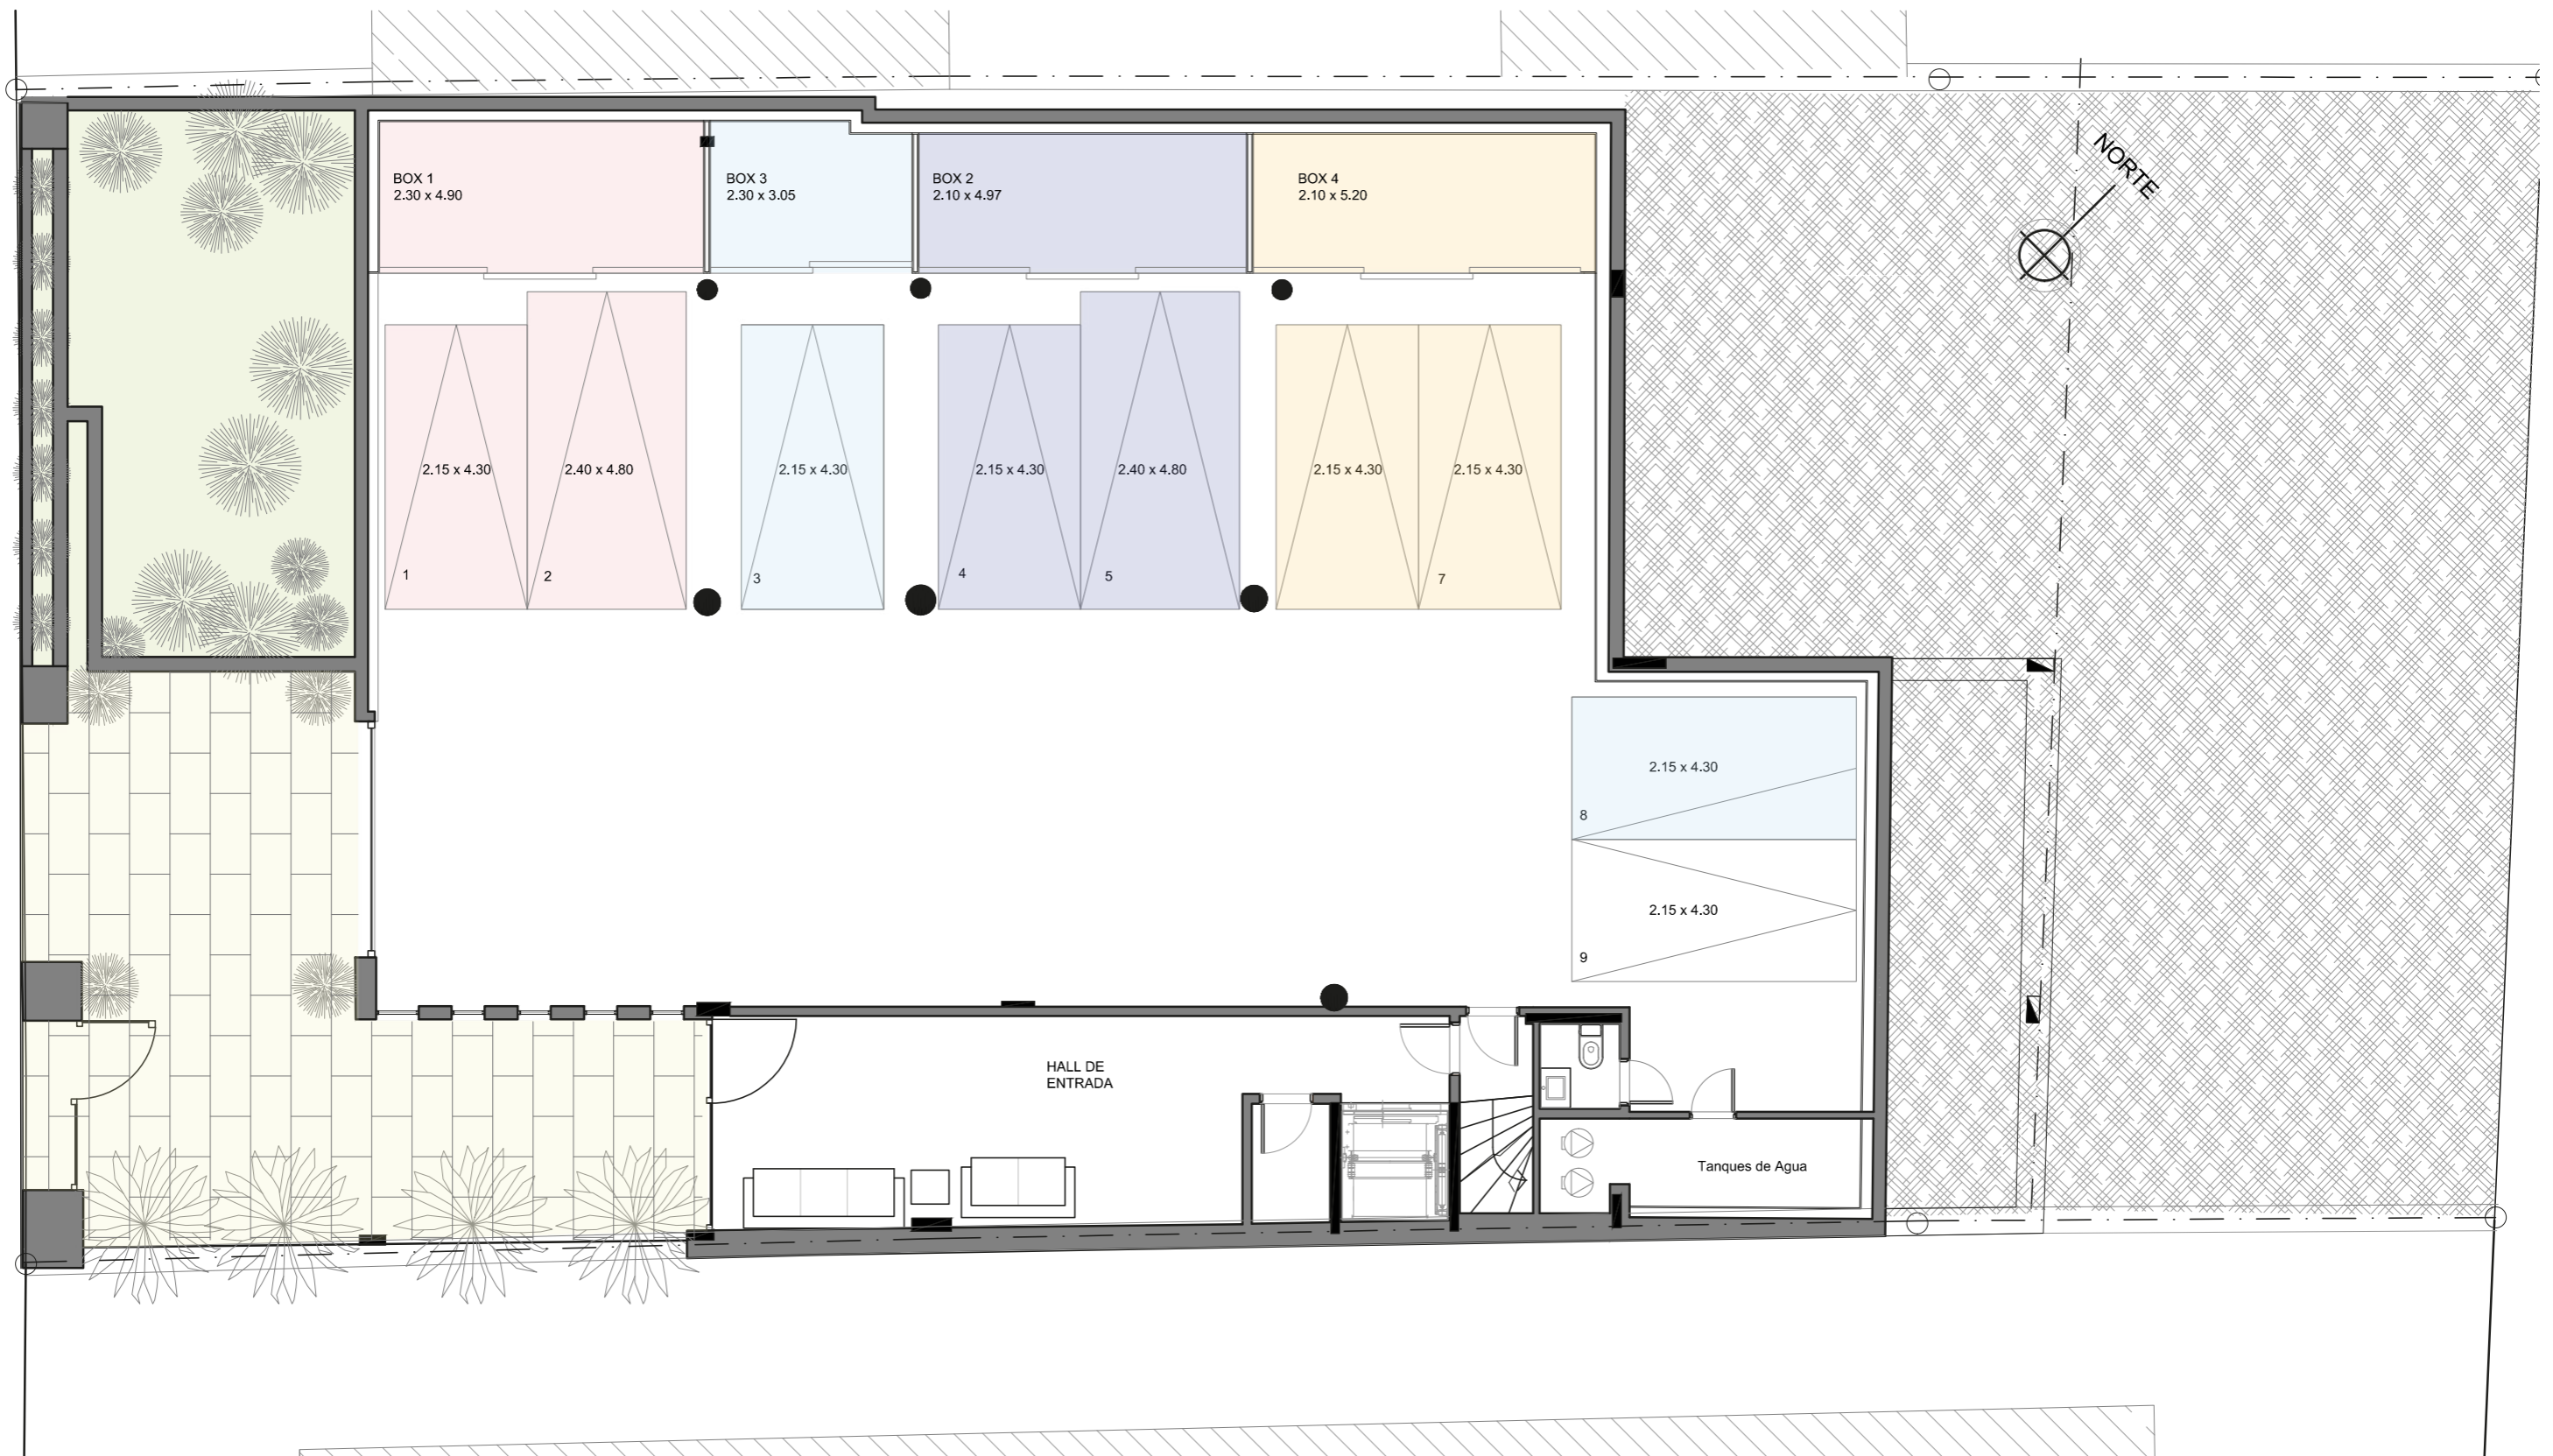 NORTE
BOX 1
2.30 x 4.90
BOX 3
2.30 x 3.05
BOX 2
2.10 x 4.97
BOX 4
2.10 x 5.20
2.15 x 4.30
2.40 x 4.80
2.15 x 4.30
2.15 x 4.30
2.40 x 4.80
2.15 x 4.30
2.15 x 4.30
1
2
3
4
5
7
2.15 x 4.30
8
2.15 x 4.30
9
HALL DE
ENTRADA
Tanques de Agua